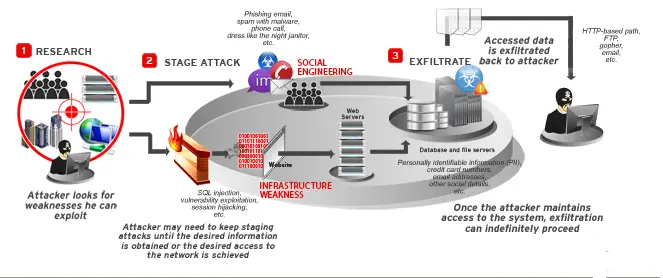 1 RESEARCH
Attacker looks for
weaknesses he can
exploit
2 STAGE ATTACK
Phishing email,
spam with malware,
phone call,
dress like the night janitor,
etc.
im
SOCIAL
ENGINEERING
Website
INFRASTRUCTURE
WEAKNESS
SQL injection,
vulnerability exploitation,
session hijacking,
etc.
Attacker may need to keep staging
attacks until the desired information
is obtained or the desired access to
the network is achieved
Web
Servers
3 EXFILTRATE
Accessed data
is exfiltrated
back to attacker
Database and file servers
Personally identifiable information (PII),
credit card numbers,
email addresses,
other social details,
etc.
HTTP-based path,
FTP,
gopher,
email,
etc.
Once the attacker maintains
access to the system, exfiltration
can indefinitely proceed